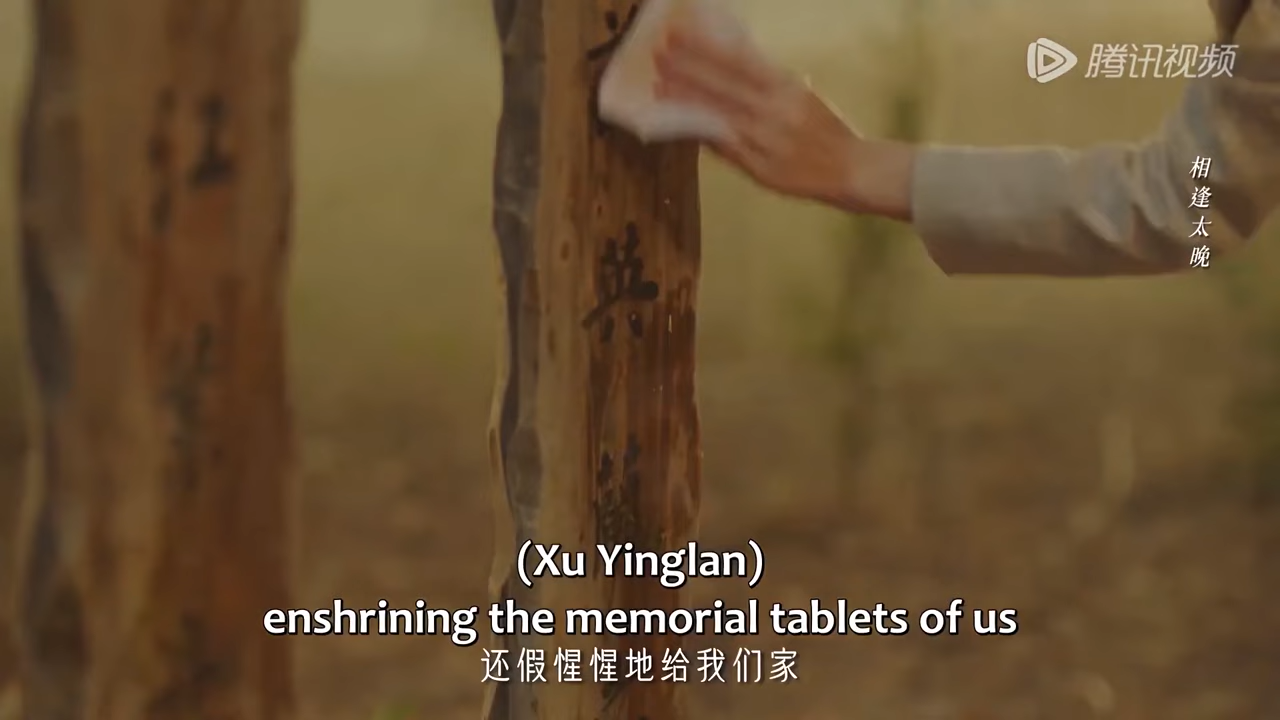 腾讯视频
相逢太晚
英
(Xu Yinglan)
enshrining the memorial tablets of us
还假惺惺地给我们家